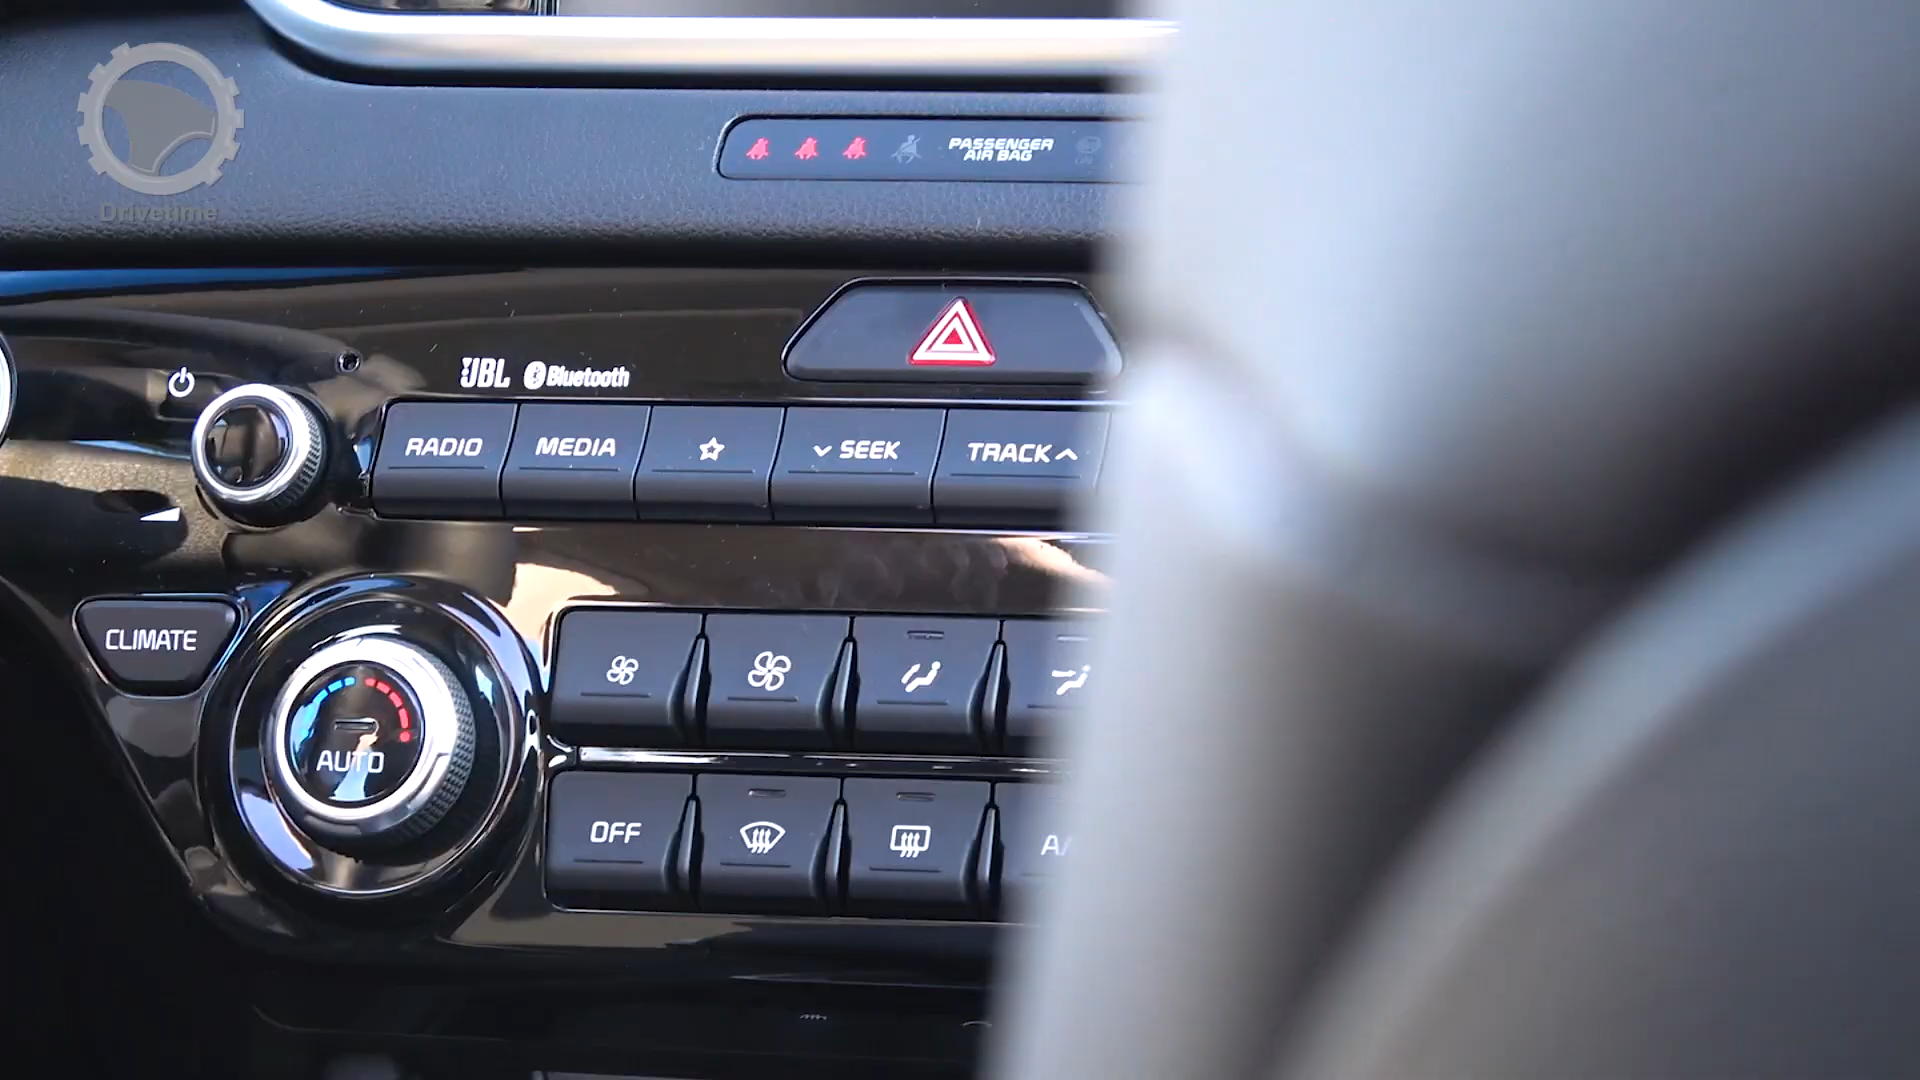 Drivetime
PASSENGER
AIR BAG
JBL Bluetooth
RADIO MEDIA SEEK TRACK
CLIMATE
AUTO
OFF